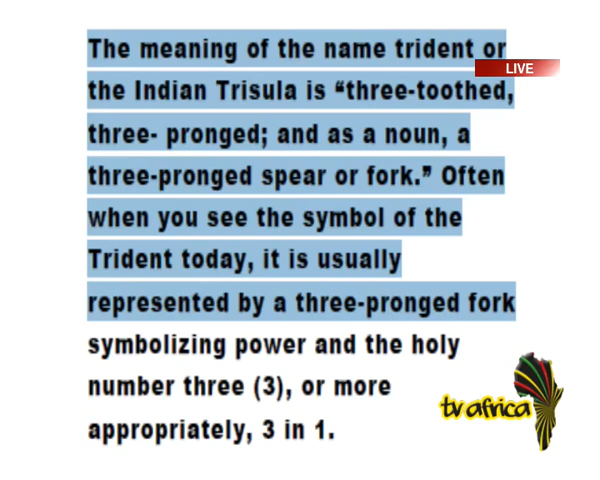 The meaning of the name trident or
LIVE
the Indian Trisula is “three-toothed,
three- pronged; and as a noun, a
three-pronged spear or fork.” Often
when you see the symbol of the
Trident today, it is usually
represented by a three-pronged fork
symbolizing power and the holy
number three (3), or more
appropriately, 3 in 1.
tv africa